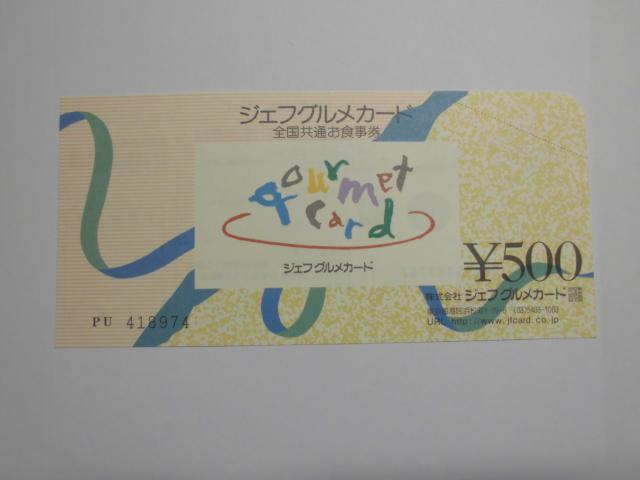 ジェフグルメカード
全国共通お食事券
gourmet
card
ジェフグルメカード
¥500
株式会社 ジェフグルメカード
URL http://www.jfcard.co.jp
PU 418974